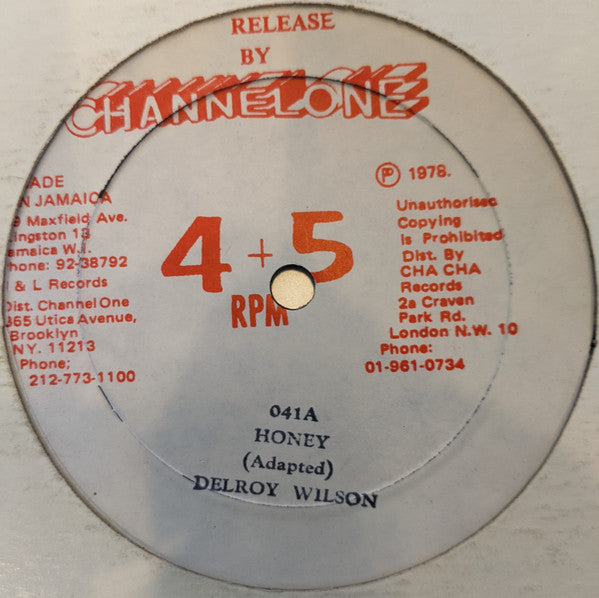 RELEASE
BY
CHANNEL ONE
ADE
N JAMAICA
9 Maxfield Ave.
ingston 13
amaica W.I.
hone: 92-38792
& L Records
Dist. Channel One
365 Utica Avenue,
Brooklyn
NY. 11213
Phone;
212-773-1100
4 + 5
RPM
Ⓟ 1978.
Unauthorised
Copying
is Prohibited
Dist. By
CHA CHA
Records
2a Craven
Park Rd.
London N.W. 10
Phone:
01-961-0734
041A
HONEY
(Adapted)
DELROY WILSON